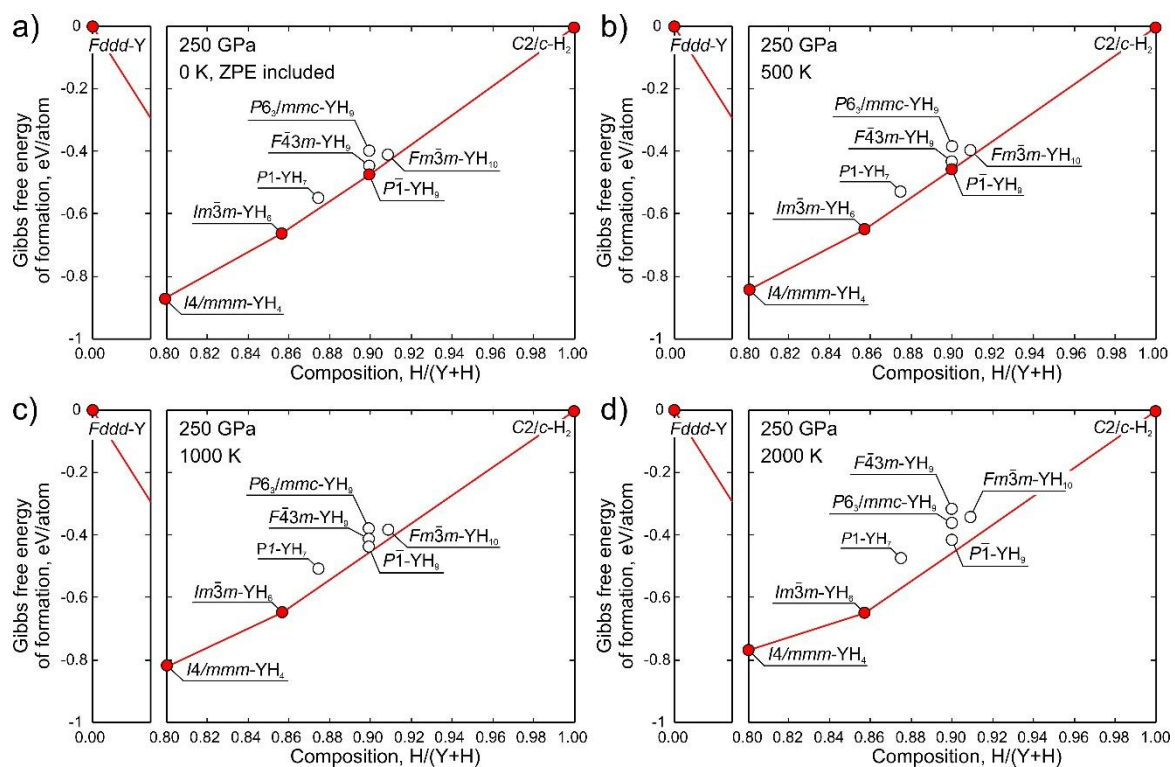 a)
250 GPa
0 K, ZPE included
Fddd-Y
C2/c-H₂
P6₃/mmc-YH₉
F4̄3m-YH₉
Fm3̄m-YH₁₀
P1-YH₇
P1̄-YH₉
Im3̄m-YH₆
I4/mmm-YH₄
Gibbs free energy
of formation, eV/atom
0
-0.2
-0.4
-0.6
-0.8
-1
0.00
0.80 0.82 0.84 0.86 0.88 0.90 0.92 0.94 0.96 0.98 1.00
Composition, H/(Y+H)
b)
250 GPa
500 K
Fddd-Y
C2/c-H₂
P6₃/mmc-YH₉
F4̄3m-YH₉
Fm3̄m-YH₁₀
P1-YH₇
P1̄-YH₉
Im3̄m-YH₆
I4/mmm-YH₄
Gibbs free energy
of formation, eV/atom
0
-0.2
-0.4
-0.6
-0.8
-1
0.00
0.80 0.82 0.84 0.86 0.88 0.90 0.92 0.94 0.96 0.98 1.00
Composition, H/(Y+H)
c)
250 GPa
1000 K
Fddd-Y
C2/c-H₂
P6₃/mmc-YH₉
F4̄3m-YH₉
Fm3̄m-YH₁₀
P1-YH₇
P1̄-YH₉
Im3̄m-YH₆
I4/mmm-YH₄
Gibbs free energy
of formation, eV/atom
0
-0.2
-0.4
-0.6
-0.8
-1
0.00
0.80 0.82 0.84 0.86 0.88 0.90 0.92 0.94 0.96 0.98 1.00
Composition, H/(Y+H)
d)
250 GPa
2000 K
Fddd-Y
C2/c-H₂
F4̄3m-YH₉
Fm3̄m-YH₁₀
P6₃/mmc-YH₉
P1-YH₇
P1̄-YH₉
Im3̄m-YH₆
I4/mmm-YH₄
Gibbs free energy
of formation, eV/atom
0
-0.2
-0.4
-0.6
-0.8
-1
0.00
0.80 0.82 0.84 0.86 0.88 0.90 0.92 0.94 0.96 0.98 1.00
Composition, H/(Y+H)